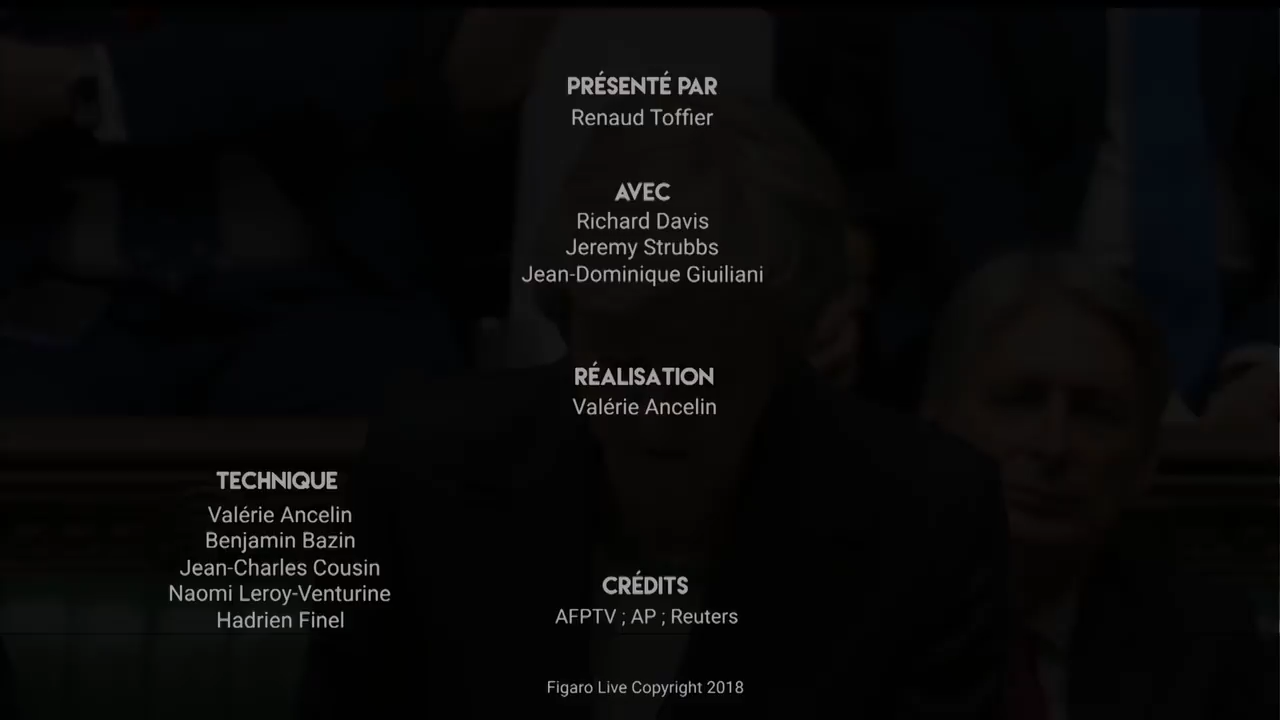 PRÉSENTÉ PAR
Renaud Toffier
AVEC
Richard Davis
Jeremy Strubbs
Jean-Dominique Giuiliani
RÉALISATION
Valérie Ancelin
TECHNIQUE
Valérie Ancelin
Benjamin Bazin
Jean-Charles Cousin
Naomi Leroy-Venturine
Hadrien Finel
CRÉDITS
AFPTV ; AP ; Reuters
Figaro Live Copyright 2018